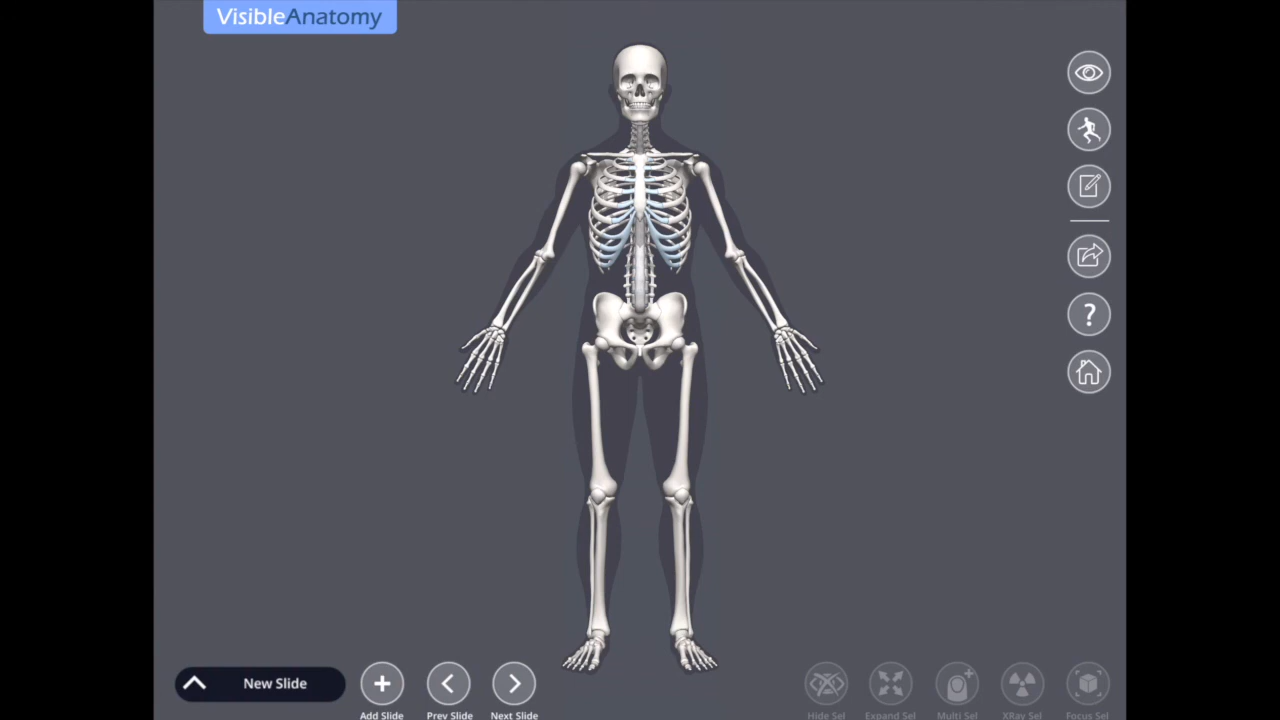 VisibleAnatomy
?
New Slide
Add Slide
Prev Slide
Next Slide
Hide Sel
Expand Sel
Multi Sel
XRay Sel
Focus Sel